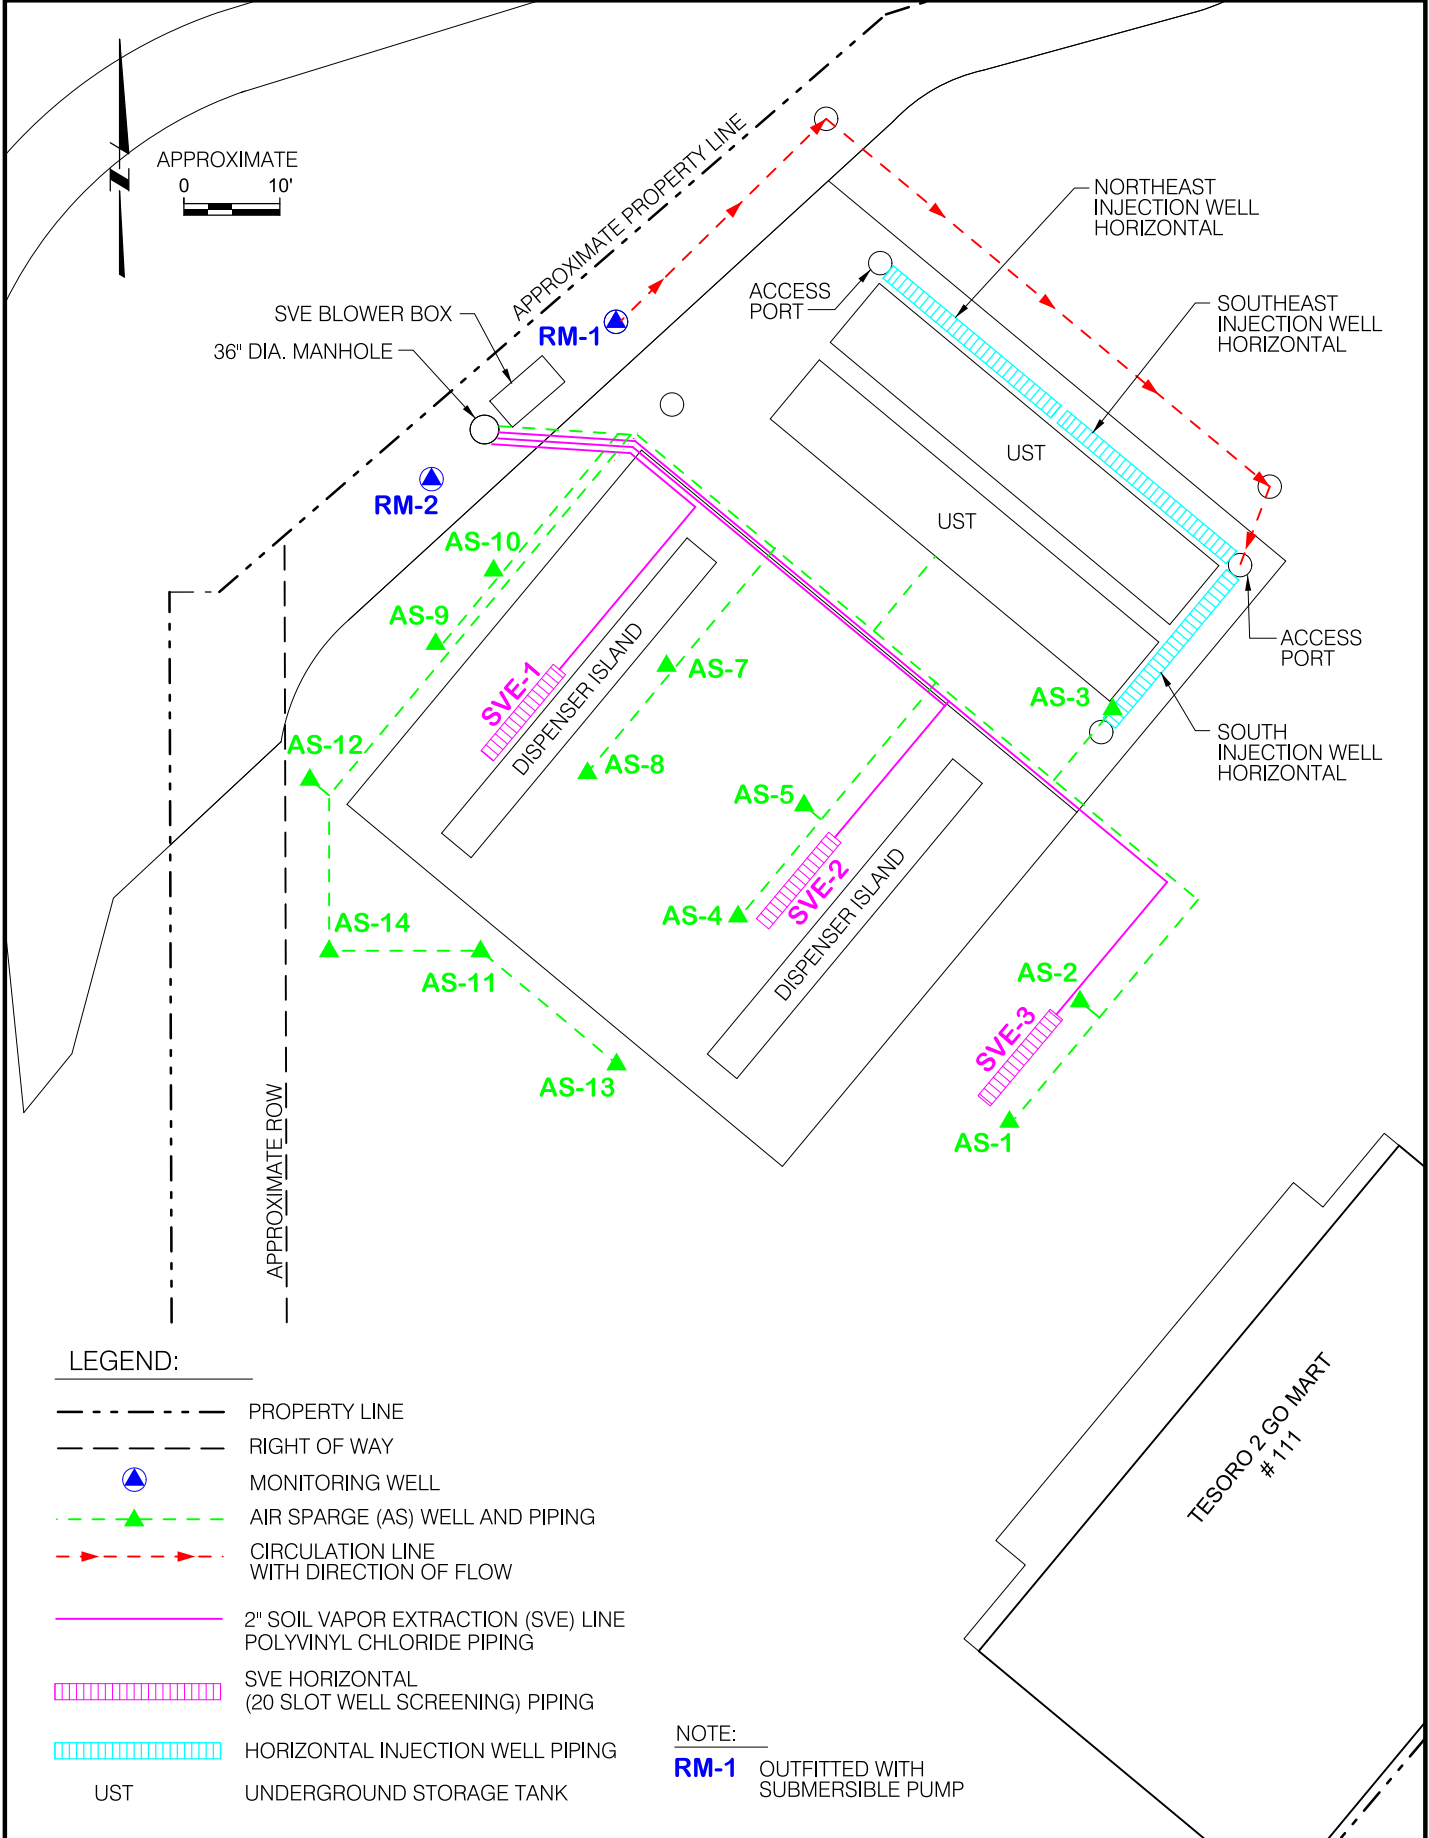 APPROXIMATE
0 10'
N
APPROXIMATE PROPERTY LINE
NORTHEAST
INJECTION WELL
HORIZONTAL
ACCESS
PORT
SOUTHEAST
INJECTION WELL
HORIZONTAL
SVE BLOWER BOX
36" DIA. MANHOLE
RM-1
RM-2
UST
UST
AS-10
AS-9
SVE-1
DISPENSER ISLAND
AS-7
AS-8
ACCESS
PORT
AS-3
SOUTH
INJECTION WELL
HORIZONTAL
AS-12
AS-5
SVE-2
DISPENSER ISLAND
AS-4
AS-14
AS-11
AS-2
SVE-3
AS-13
AS-1
APPROXIMATE ROW
TESORO 2 GO MART
# 111
LEGEND:
PROPERTY LINE
RIGHT OF WAY
MONITORING WELL
AIR SPARGE (AS) WELL AND PIPING
CIRCULATION LINE
WITH DIRECTION OF FLOW
2" SOIL VAPOR EXTRACTION (SVE) LINE
POLYVINYL CHLORIDE PIPING
SVE HORIZONTAL
(20 SLOT WELL SCREENING) PIPING
HORIZONTAL INJECTION WELL PIPING
UST UNDERGROUND STORAGE TANK
NOTE:
RM-1 OUTFITTED WITH
SUBMERSIBLE PUMP